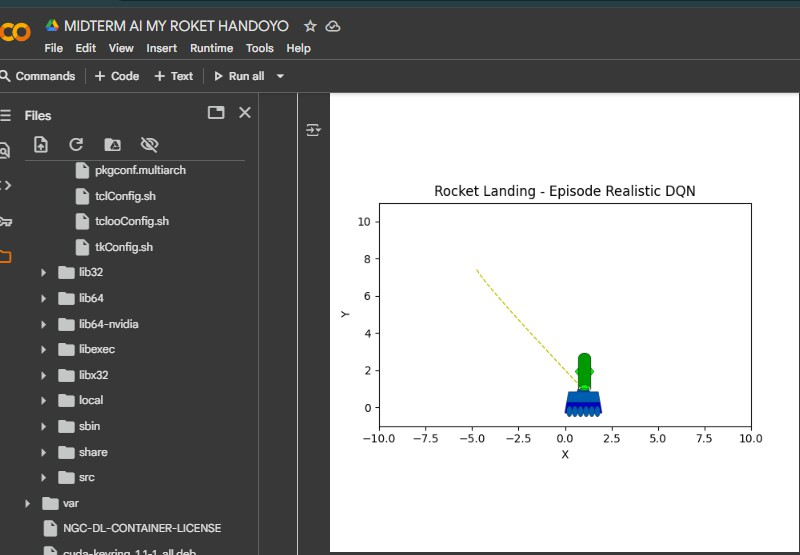 CO
MIDTERM AI MY ROKET HANDOYO
File Edit View Insert Runtime Tools Help
Commands + Code + Text Run all
Files
pkgconf.multiarch
tclConfig.sh
tclooConfig.sh
tkConfig.sh
lib32
lib64
lib64-nvidia
libexec
libx32
local
sbin
share
src
var
NGC-DL-CONTAINER-LICENSE
cuda-keyring_1.1-1_all.deb
Rocket Landing - Episode Realistic DQN
10
8
6
4
2
0
Y
−10.0 −7.5 −5.0 −2.5 0.0 2.5 5.0 7.5 10.0
X